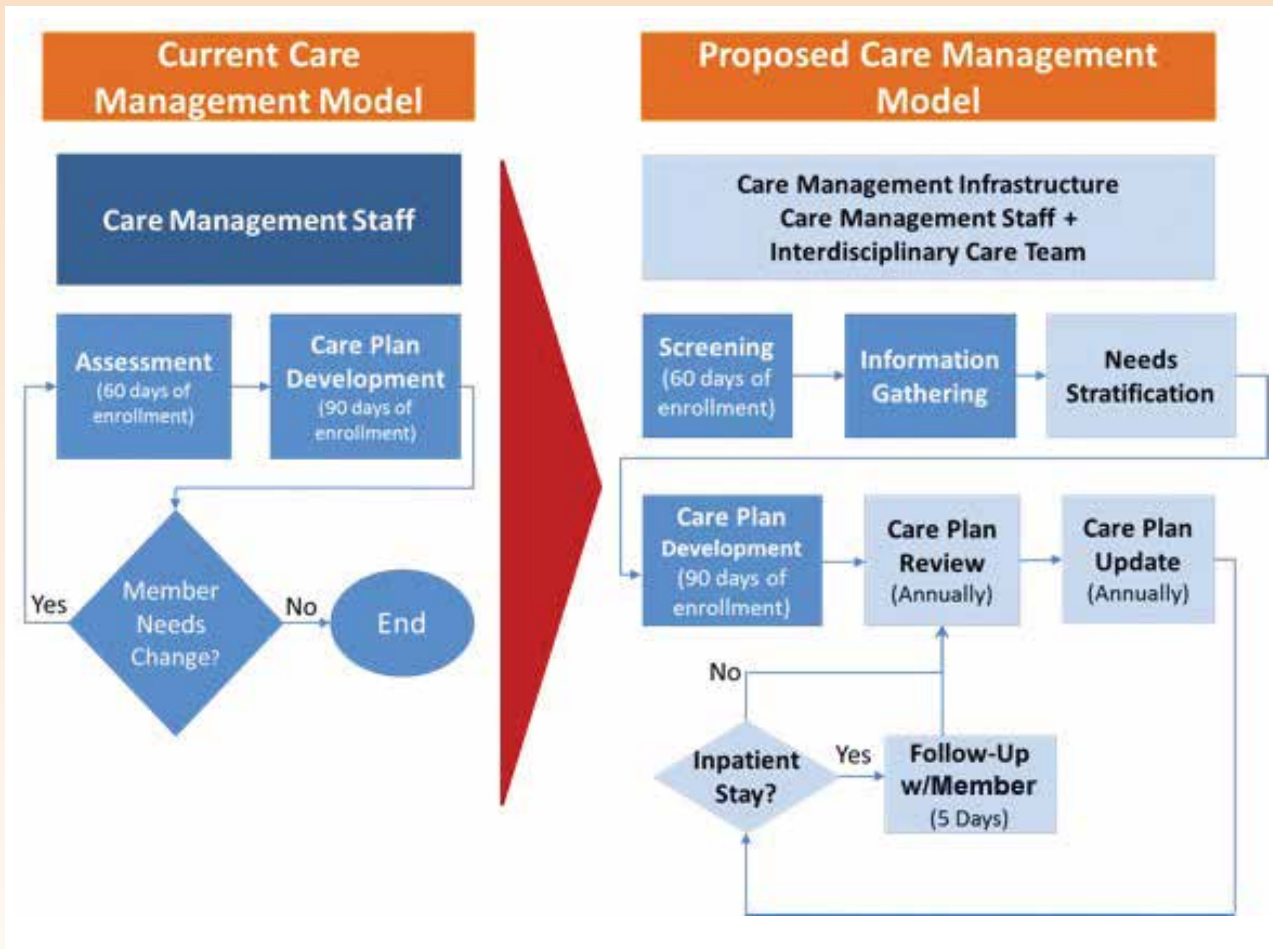 Current Care
Management Model
Care Management Staff
Assessment
(60 days of
enrollment)
Care Plan
Development
(90 days of
enrollment)
Member
Needs
Change?
Yes
No
End
Proposed Care Management
Model
Care Management Infrastructure
Care Management Staff +
Interdisciplinary Care Team
Screening
(60 days of
enrollment)
Information
Gathering
Needs
Stratification
Care Plan
Development
(90 days of
enrollment)
Care Plan
Review
(Annually)
Care Plan
Update
(Annually)
No
Inpatient
Stay?
Yes
Follow-Up
w/Member
(5 Days)